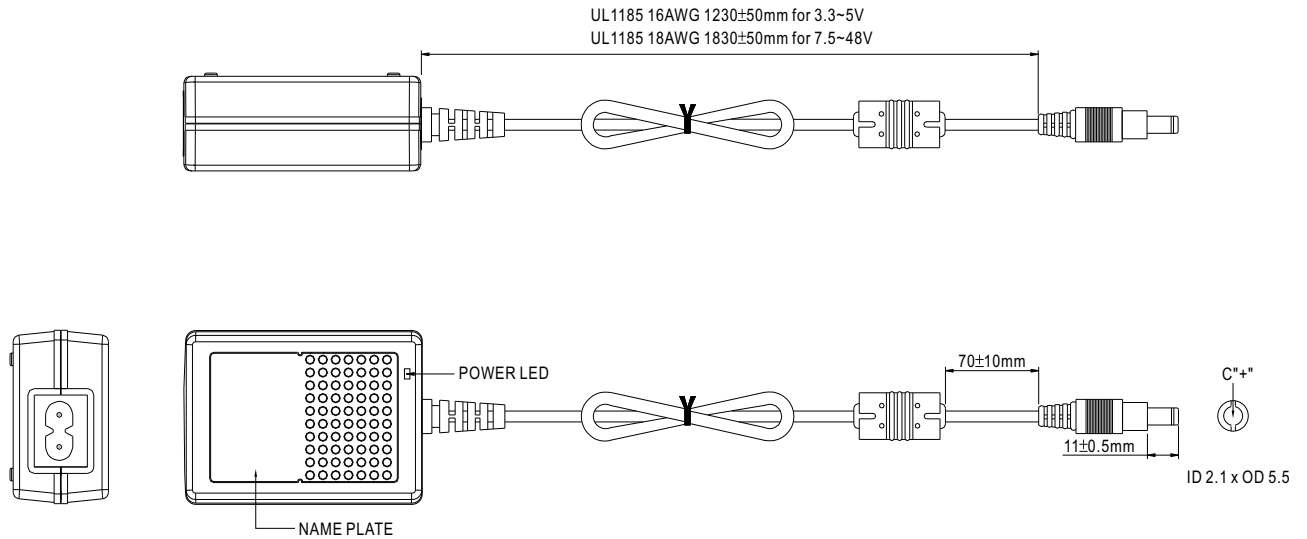 UL1185 16AWG 1230±50mm for 3.3~5V
UL1185 18AWG 1830±50mm for 7.5~48V
POWER LED
70±10mm
C"+"
11±0.5mm
ID 2.1 x OD 5.5
NAME PLATE